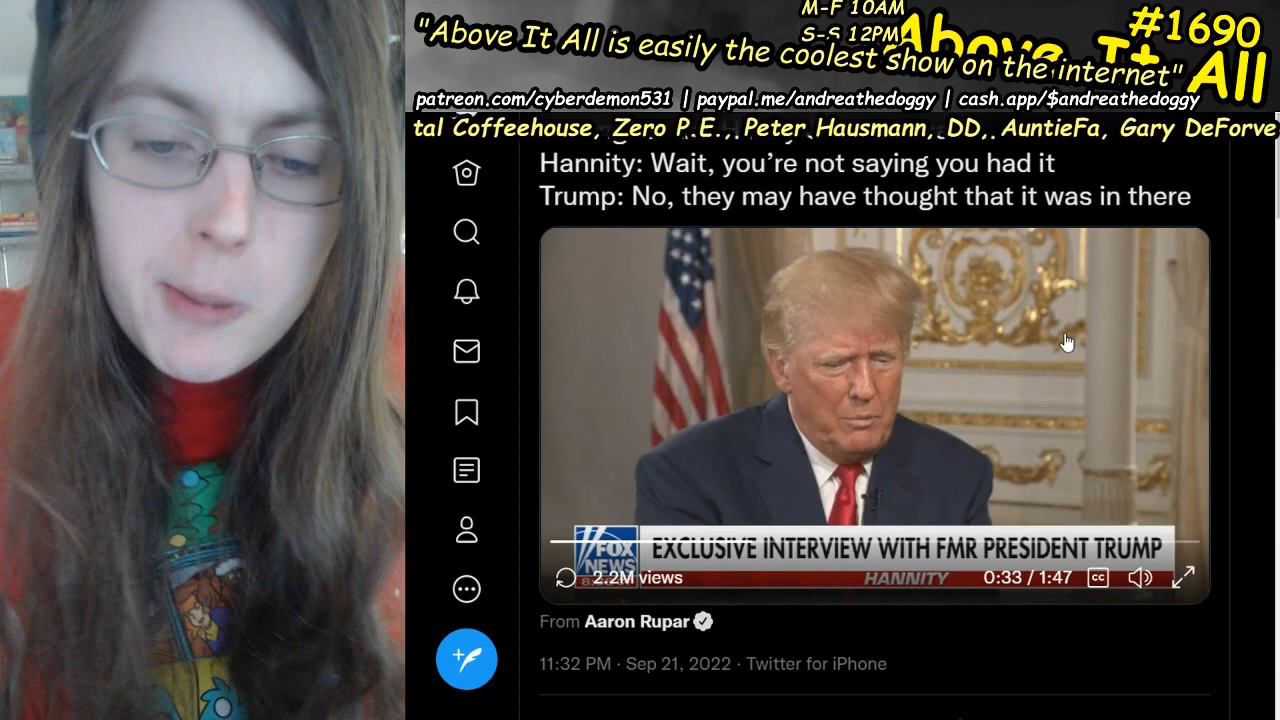 M-F 10AM
S-S 12PM
#1690
Above It All
"Above It All is easily the coolest show on the internet"
patreon.com/cyberdemon531 | paypal.me/andreathedoggy | cash.app/$andreathedoggy
tal Coffeehouse, Zero P.E., Peter Hausmann, DD, AuntieFa, Gary DeForve
Hannity: Wait, you’re not saying you had it
Trump: No, they may have thought that it was in there
FOX
NEWS
EXCLUSIVE INTERVIEW WITH FMR PRESIDENT TRUMP
HANNITY
2.2M views
0:33 / 1:47
CC
From Aaron Rupar
11:32 PM · Sep 21, 2022 · Twitter for iPhone